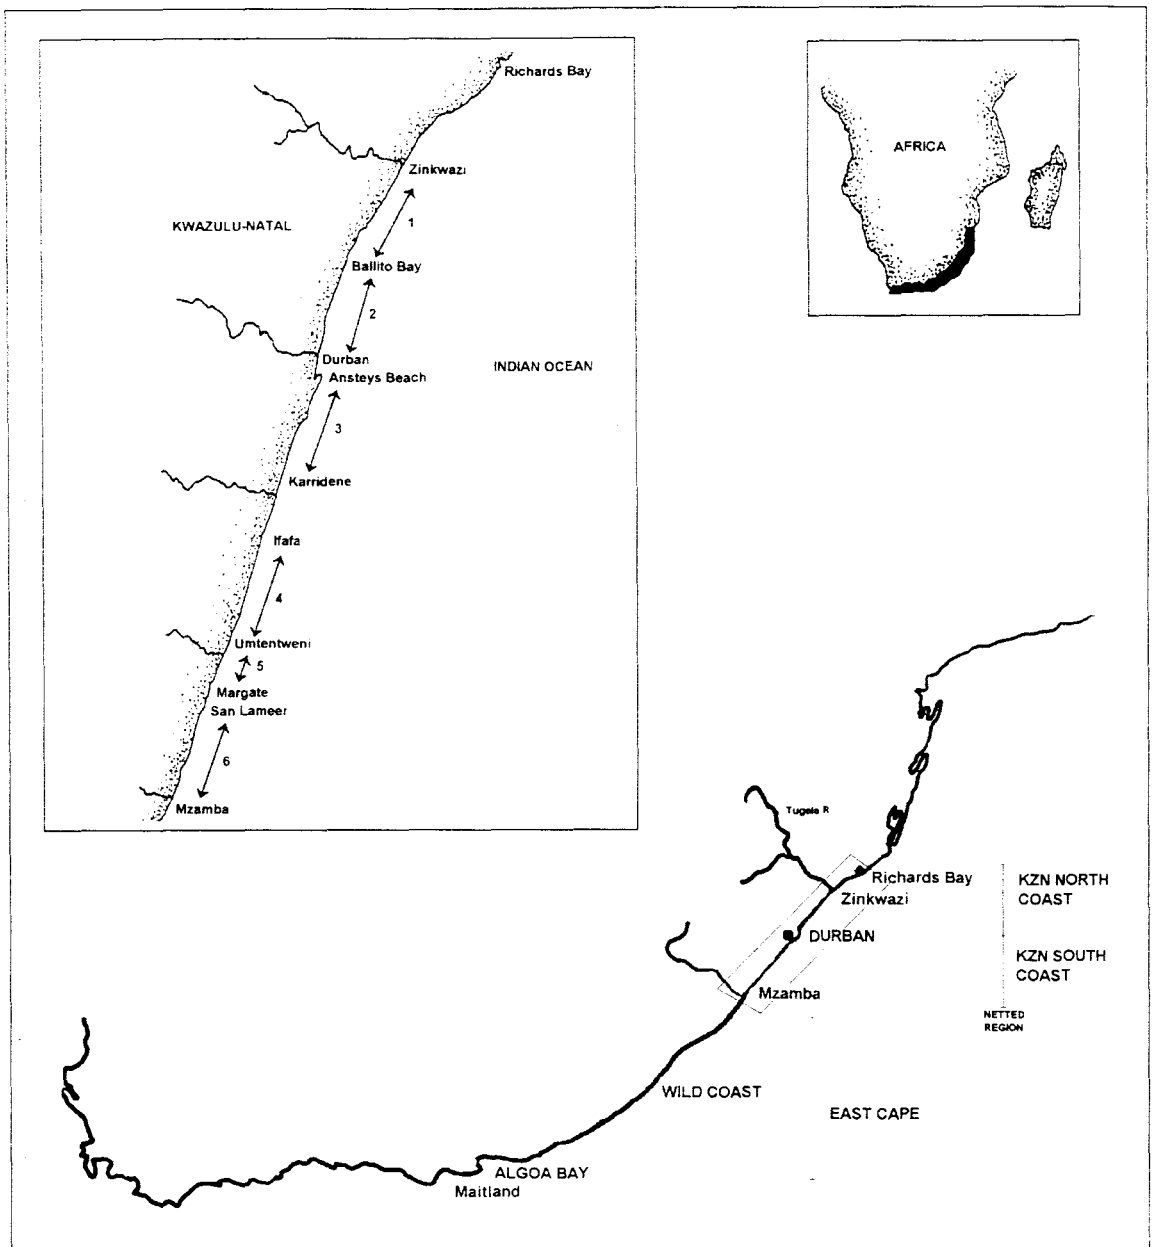 Richards Bay
Zinkwazi
1
KWAZULU-NATAL
Ballito Bay
2
Durban
Ansteys Beach
INDIAN OCEAN
3
Karridene
Ifafa
4
Umtentweni
5
Margate
San Lameer
6
Mzamba
AFRICA
Tugela R
Richards Bay
Zinkwazi
KZN NORTH
COAST
DURBAN
KZN SOUTH
COAST
Mzamba
NETTED
REGION
WILD COAST
EAST CAPE
ALGOA BAY
Maitland